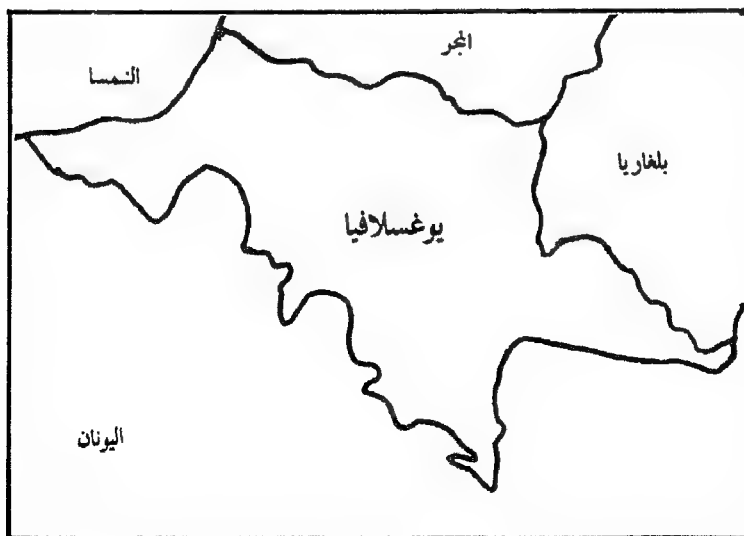 المجر
النمسا
بلغاريا
يوغسلافيا
اليونان